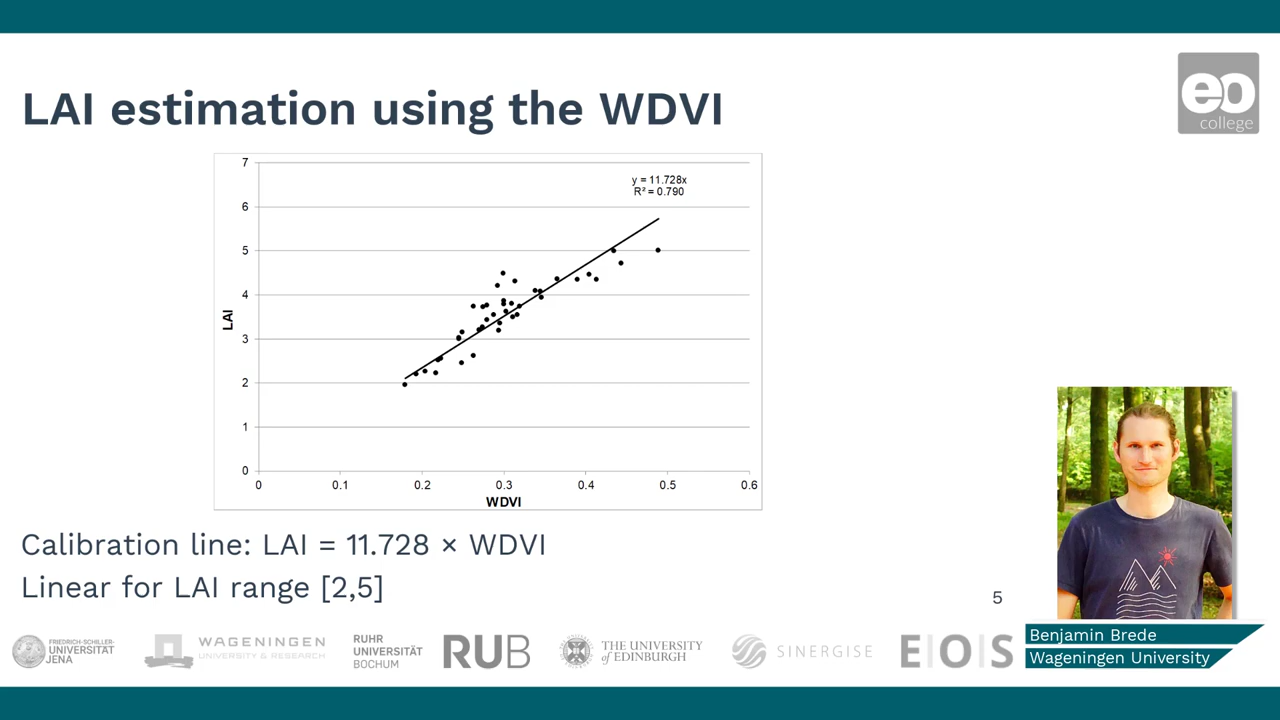 eo
college
LAI estimation using the WDVI
7
y = 11.728x
R² = 0.790
6
5
4
LAI
3
2
1
0
0 0.1 0.2 0.3 0.4 0.5 0.6
WDVI
Calibration line: LAI = 11.728 × WDVI
Linear for LAI range [2,5]
5
FRIEDRICH-SCHILLER-
UNIVERSITÄT
JENA
WAGENINGEN
UNIVERSITY & RESEARCH
RUHR
UNIVERSITÄT
BOCHUM
RUB
THE UNIVERSITY
of EDINBURGH
SINERGISE
E|O|S
Benjamin Brede
Wageningen University